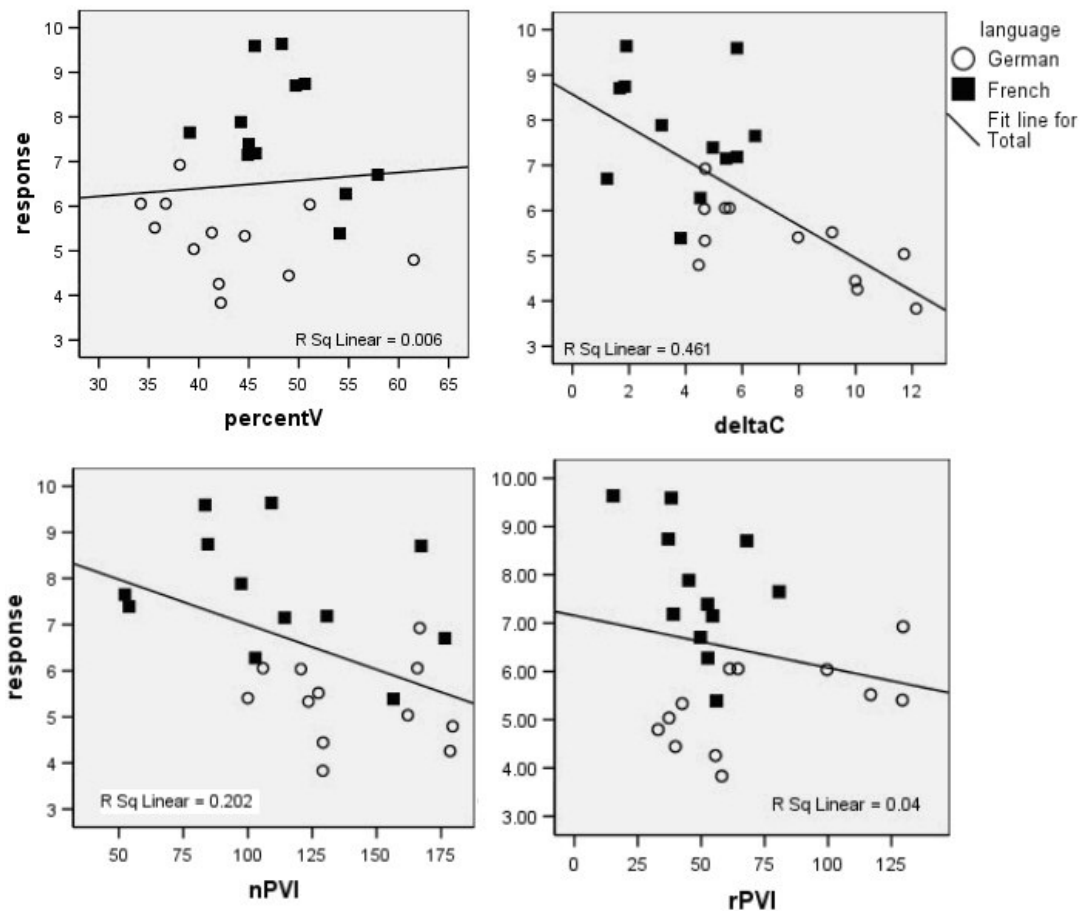 10
9
8
7
6
5
4
3
response
R Sq Linear = 0.006
30 35 40 45 50 55 60 65
percentV
10
9
8
7
6
5
4
3
R Sq Linear = 0.461
0 2 4 6 8 10 12
deltaC
language
German
French
Fit line for
Total
10
9
8
7
6
5
4
3
response
R Sq Linear = 0.202
50 75 100 125 150 175
nPVI
10.00
9.00
8.00
7.00
6.00
5.00
4.00
3.00
R Sq Linear = 0.04
0 25 50 75 100 125
rPVI